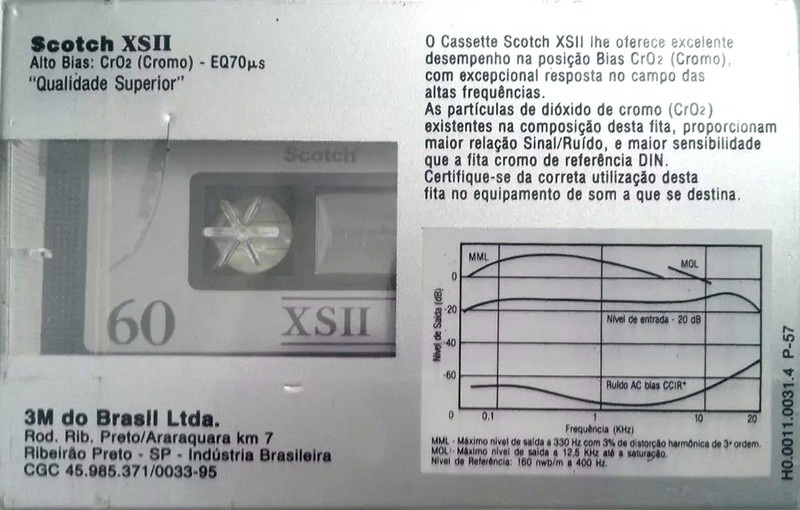 Scotch XSII
Alto Bias: CrO2 (Cromo) - EQ70µs
"Qualidade Superior"
Scotch
60
XSII
3M do Brasil Ltda.
Rod. Rib. Preto/Araraquara km 7
Ribeirão Preto - SP - Indústria Brasileira
CGC 45.985.371/0033-95
O Cassette Scotch XSII lhe oferece excelente
desempenho na posição Bias CrO2 (Cromo),
com excepcional resposta no campo das
altas frequências.
As partículas de dióxido de cromo (CrO2)
existentes na composição desta fita, proporcionam
maior relação Sinal/Ruído, e maior sensibilidade
que a fita cromo de referência DIN.
Certifique-se da correta utilização desta
fita no equipamento de som a que se destina.
MML
MOL
0
-20
-40
-60
Nível de Saída (dB)
Nível de entrada - 20 dB
Ruído AC bias CCIR*
0 0,1 1 10 20
Frequência (KHz)
MML - Máximo nível de saída a 330 Hz com 3% de distorção harmônica de 3ª ordem.
MOL - Máximo nível de saída a 12,5 KHz até a saturação.
Nível de Referência: 160 nwb/m a 400 Hz.
H0.0011.0031.4 P-57